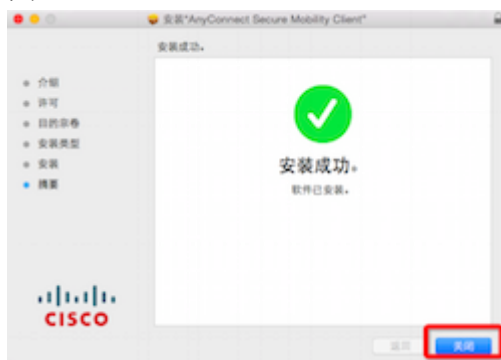 安装"AnyConnect Secure Mobility Client"
安装成功。
介绍
许可
目的宗卷
安装类型
安装
摘要
安装成功。
软件已安装。
CISCO
返回
关闭